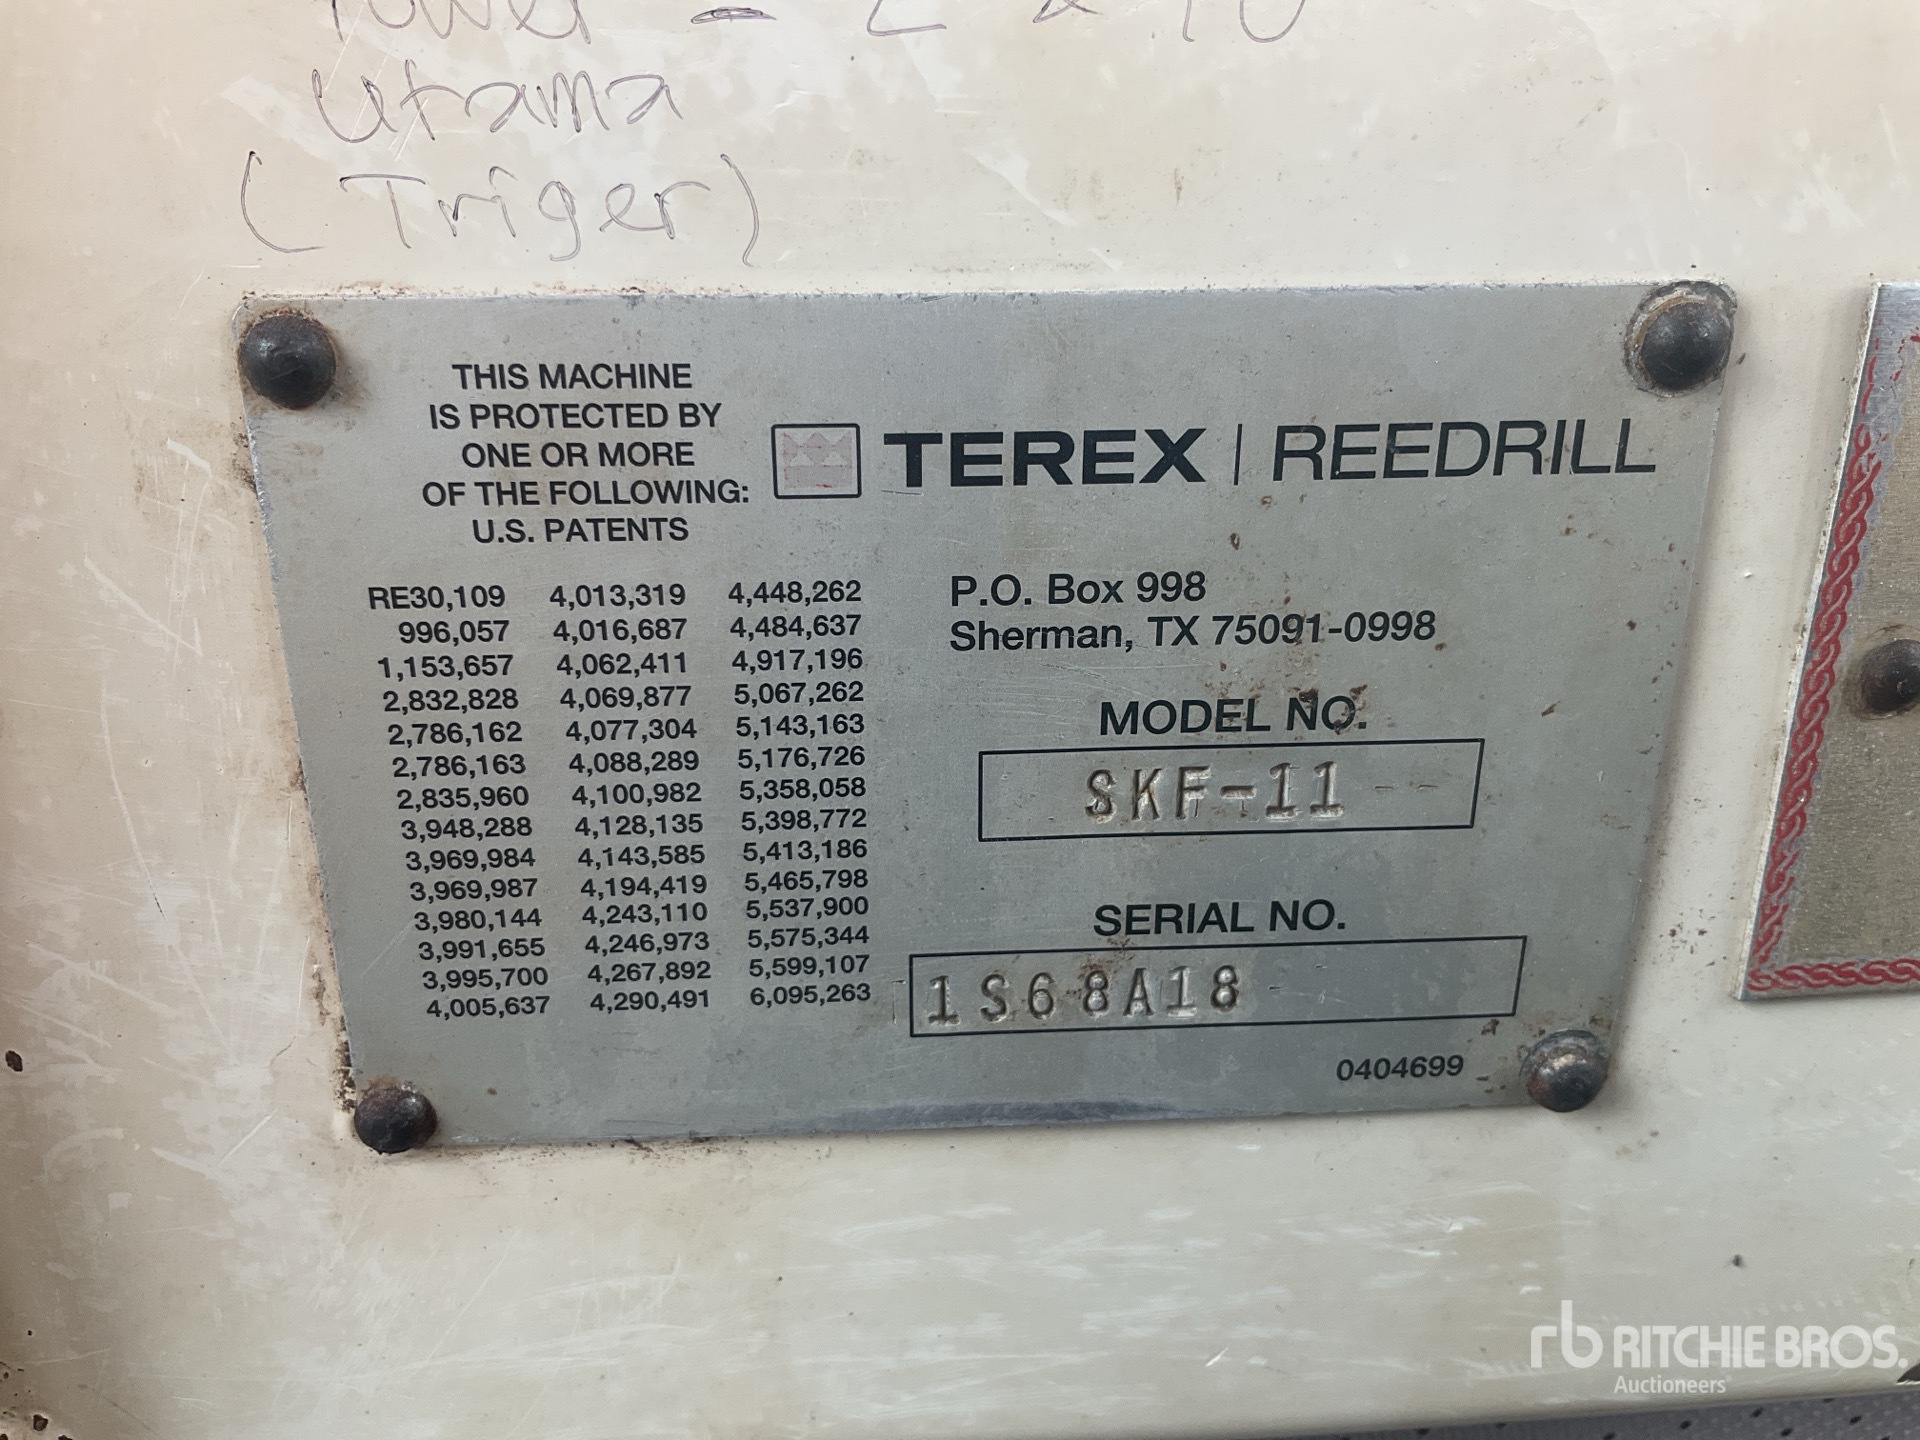 Power = 2 x 10
Utama
(Triger)
THIS MACHINE
IS PROTECTED BY
ONE OR MORE
OF THE FOLLOWING:
U.S. PATENTS
RE30,109 4,013,319 4,448,262
996,057 4,016,687 4,484,637
1,153,657 4,062,411 4,917,196
2,832,828 4,069,877 5,067,262
2,786,162 4,077,304 5,143,163
2,786,163 4,088,289 5,176,726
2,835,960 4,100,982 5,358,058
3,948,288 4,128,135 5,398,772
3,969,984 4,143,585 5,413,186
3,969,987 4,194,419 5,465,798
3,980,144 4,243,110 5,537,900
3,991,655 4,246,973 5,575,344
3,995,700 4,267,892 5,599,107
4,005,637 4,290,491 6,095,263
TEREX | REEDRILL
P.O. Box 998
Sherman, TX 75091-0998
MODEL NO.
SKF-11 --
SERIAL NO.
1S68A18
0404699
rb RITCHIE BROS.
Auctioneers